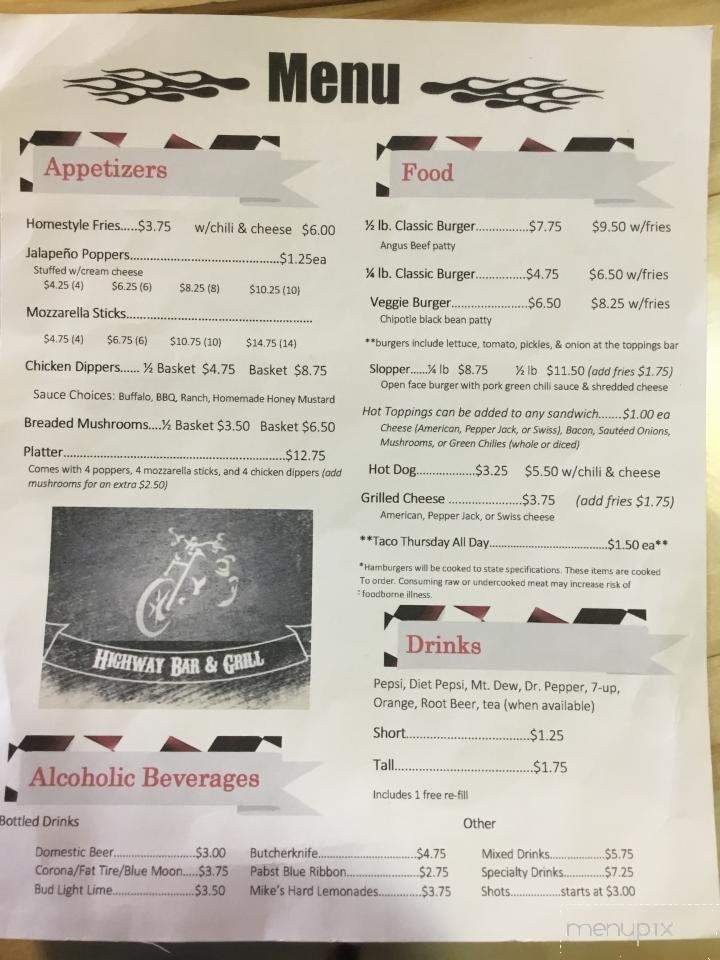 Menu
Appetizers
Homestyle Fries.....$3.75 w/chili & cheese $6.00
Jalapeño Poppers................................................$1.25ea
Stuffed w/cream cheese
$4.25 (4) $6.25 (6) $8.25 (8) $10.25 (10)
Mozzarella Sticks................................................
$4.75 (4) $6.75 (6) $10.75 (10) $14.75 (14)
Chicken Dippers...... ½ Basket $4.75 Basket $8.75
Sauce Choices: Buffalo, BBQ, Ranch, Homemade Honey Mustard
Breaded Mushrooms....½ Basket $3.50 Basket $6.50
Platter............................................................$12.75
Comes with 4 poppers, 4 mozzarella sticks, and 4 chicken dippers (add
mushrooms for an extra $2.50)
HIGHWAY BAR & GRILL
Food
½ lb. Classic Burger................$7.75 $9.50 w/fries
Angus Beef patty
¼ lb. Classic Burger................$4.75 $6.50 w/fries
Veggie Burger......................$6.50 $8.25 w/fries
Chipotle black bean patty
**burgers include lettuce, tomato, pickles, & onion at the toppings bar
Slopper......¼ lb $8.75 ½ lb $11.50 (add fries $1.75)
Open face burger with pork green chili sauce & shredded cheese
Hot Toppings can be added to any sandwich.......$1.00 ea
Cheese (American, Pepper Jack, or Swiss), Bacon, Sautéed Onions,
Mushrooms, or Green Chilies (whole or diced)
Hot Dog..................$3.25 $5.50 w/chili & cheese
Grilled Cheese ......................$3.75 (add fries $1.75)
American, Pepper Jack, or Swiss cheese
**Taco Thursday All Day..................................$1.50 ea**
*Hamburgers will be cooked to state specifications. These items are cooked
To order. Consuming raw or undercooked meat may increase risk of
foodborne illness.
Drinks
Pepsi, Diet Pepsi, Mt. Dew, Dr. Pepper, 7-up,
Orange, Root Beer, tea (when available)
Short....................................$1.25
Tall......................................$1.75
Includes 1 free re-fill
Alcoholic Beverages
Bottled Drinks
Domestic Beer...........................$3.00
Corona/Fat Tire/Blue Moon.....$3.75
Bud Light Lime...........................$3.50
Butcherknife.................................$4.75
Pabst Blue Ribbon........................$2.75
Mike's Hard Lemonades..............$3.75
Other
Mixed Drinks..................$5.75
Specialty Drinks.............$7.25
Shots................starts at $3.00
menupix